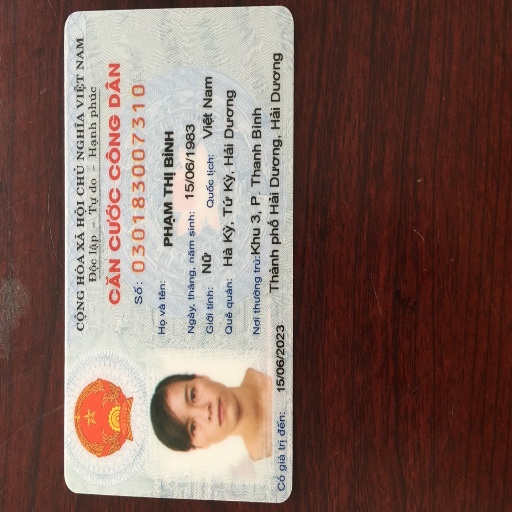 CỘNG HÒA XÃ HỘI CHỦ NGHĨA VIỆT NAM
Độc lập - Tự do - Hạnh phúc
CĂN CƯỚC CÔNG DÂN
Số: 030183007310
Họ và tên:
PHẠM THỊ BÌNH
Ngày, tháng, năm sinh: 15/06/1983
Giới tính: Nữ Quốc tịch: Việt Nam
Quê quán: Hà Kỳ, Tứ Kỳ, Hải Dương
Nơi thường trú: Khu 3, P. Thanh Bình
Thành phố Hải Dương, Hải Dương
Có giá trị đến: 15/06/2023